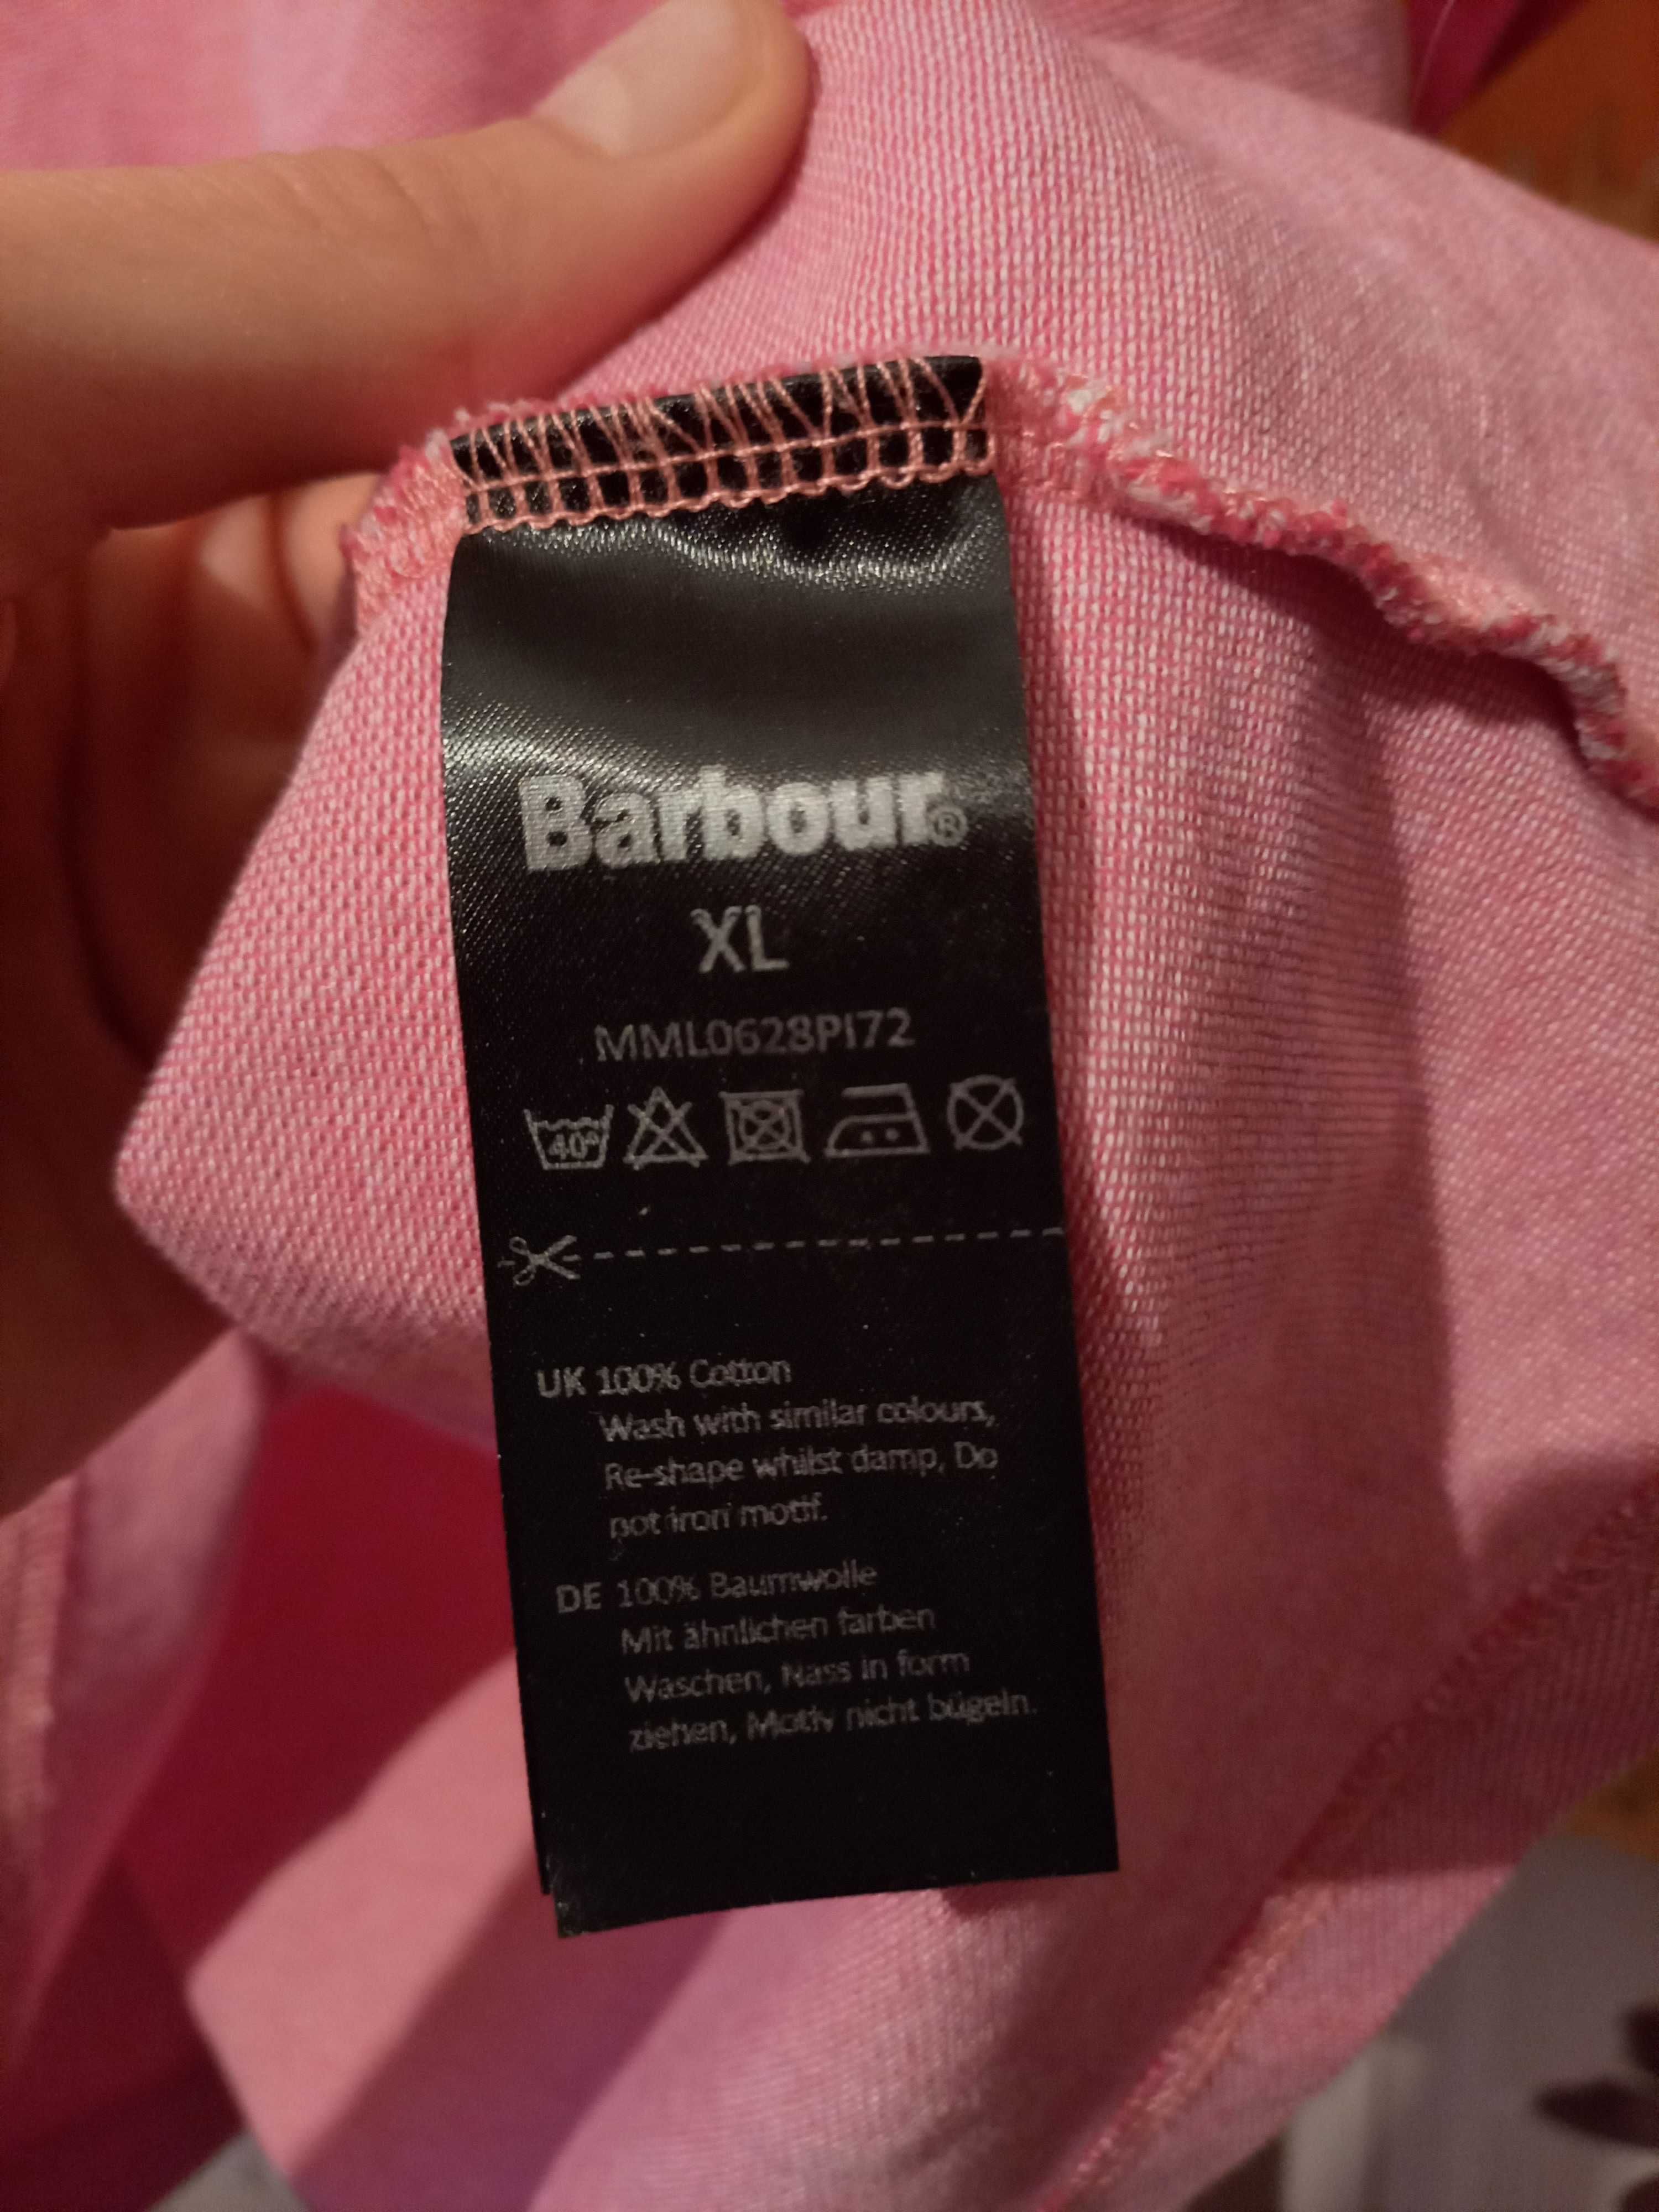 Barbour®
XL
MML0628PI72
40°
UK 100% Cotton
Wash with similar colours,
Re-shape whilst damp, Do
not iron motif.
DE 100% Baumwolle
Mit ähnlichen farben
Waschen, Nass in form
ziehen, Motiv nicht bügeln.